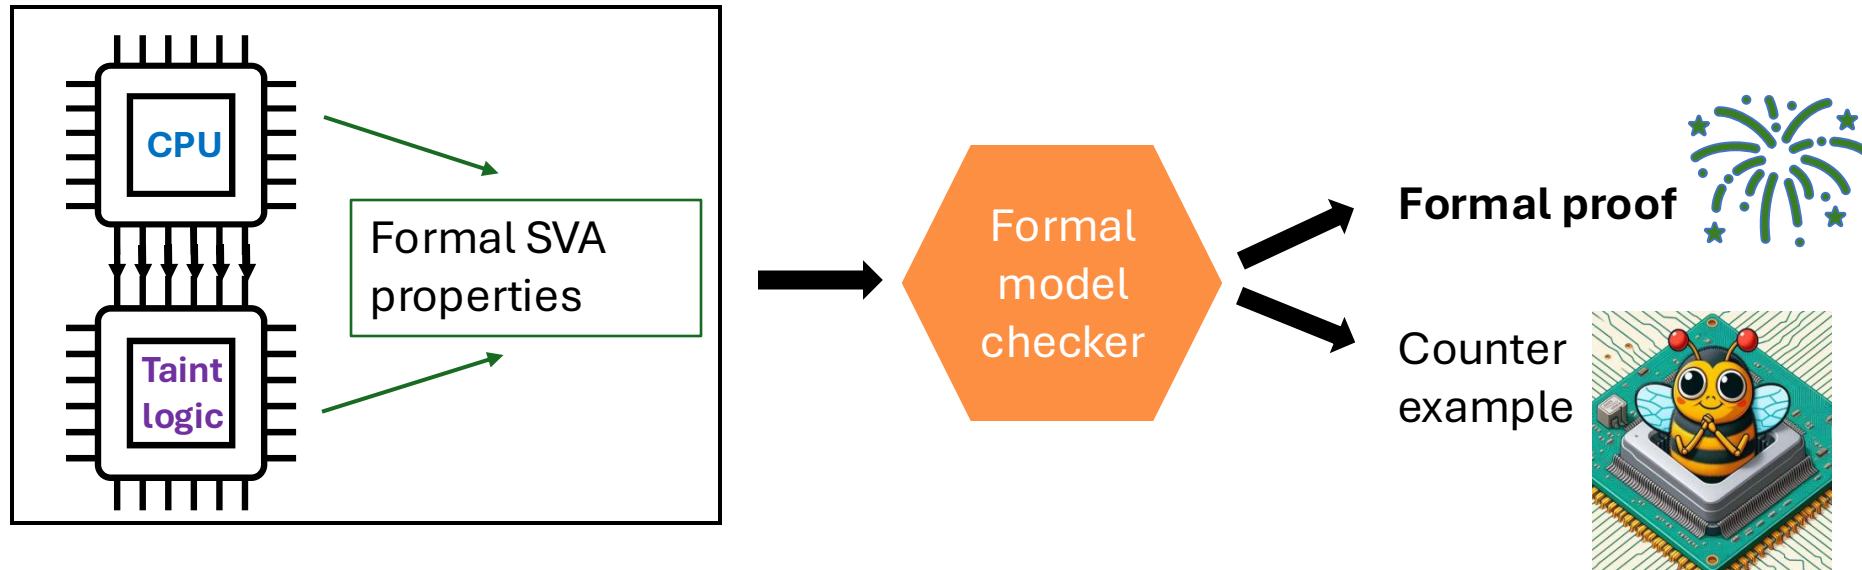 CPU
Taint
logic
Formal SVA
properties
Formal
model
checker
Formal proof
Counter
example